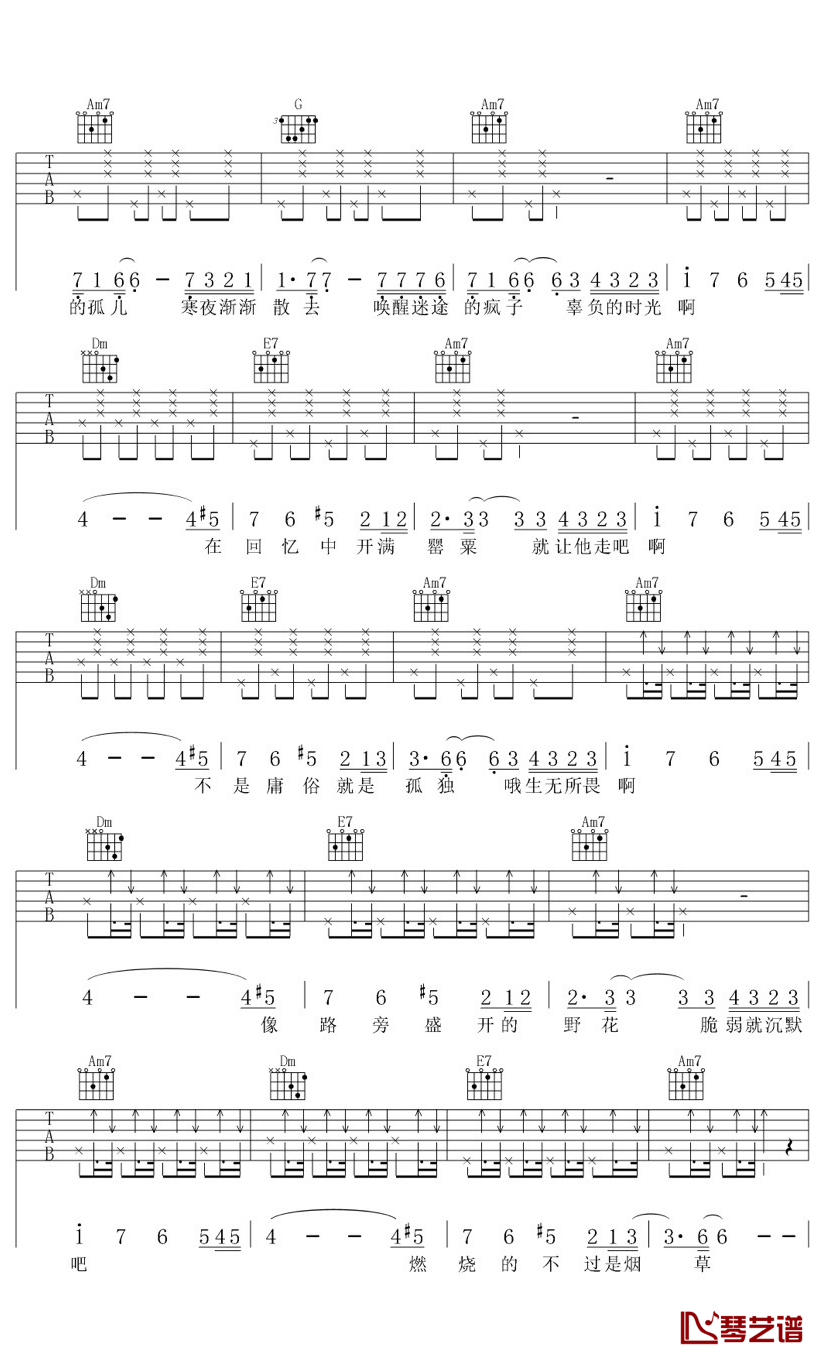 Am7 G Am7 Am7
3
T A B
7 1 6 6 - 7 3 2 1 | 1· 7 7 - 7 7 7 6 | 7 1 6 6 6 3 4 3 2 3 | 1 7 6 5 4 5
的孤儿 寒夜渐渐 散去 唤醒迷途 的疯子 辜负的时光 啊
Dm E7 Am7 Am7
T A B
4 - - 4 #5 | 7 6 #5 2 1 2 | 2· 3 3 3 3 4 3 2 3 | 1 7 6 5 4 5
在 回忆中开满 罂粟 就让他走吧 啊
Dm E7 Am7 Am7
T A B
4 - - 4 #5 | 7 6 #5 2 1 3 | 3· 6 6 6 3 4 3 2 3 | 1 7 6 5 4 5
不是庸俗就是 孤独 哦生无所畏 啊
Dm E7 Am7
T A B
4 - - 4 #5 | 7 6 #5 2 1 2 | 2· 3 3 3 3 4 3 2 3
像 路旁盛开的 野花 脆弱就沉默
Am7 Dm E7 Am7
T A B
1 7 6 5 4 5 | 4 - - 4 #5 | 7 6 #5 2 1 3 | 3· 6 6 - -
吧 燃烧的不过是烟 草
琴艺谱